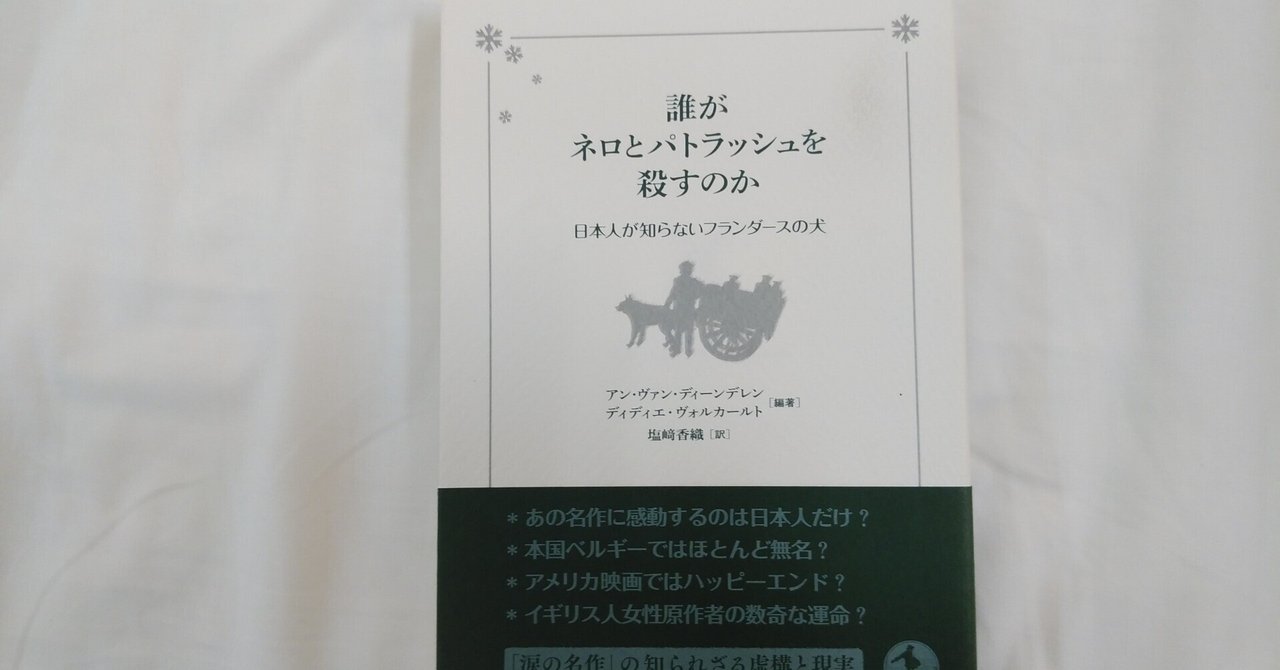 誰が
ネロとパトラッシュを
殺すのか
日本人が知らないフランダースの犬
アン・ヴァン・ディーンデレン
ディディエ・ヴォルカールト
[編著]
塩﨑香織[訳]
* あの名作に感動するのは日本人だけ?
* 本国ベルギーではほとんど無名?
* アメリカ映画ではハッピーエンド?
* イギリス人女性原作者の数奇な運命?
「涙の名作」の知られざる虚構と現実